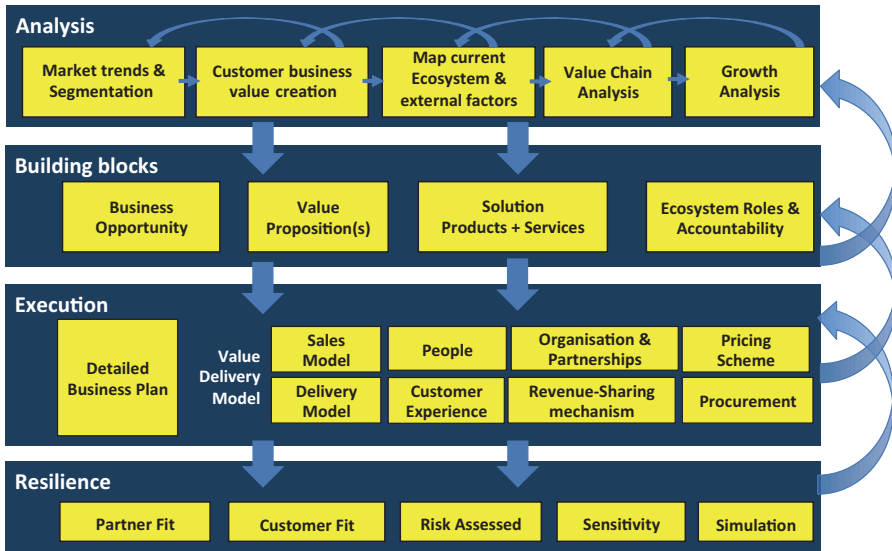 Analysis
Market trends &
Segmentation
Customer business
value creation
Map current
Ecosystem &
external factors
Value Chain
Analysis
Growth
Analysis
Building blocks
Business
Opportunity
Value
Proposition(s)
Solution
Products + Services
Ecosystem Roles &
Accountability
Execution
Detailed
Business Plan
Value
Delivery
Model
Sales
Model
People
Organisation &
Partnerships
Pricing
Scheme
Delivery
Model
Customer
Experience
Revenue-Sharing
mechanism
Procurement
Resilience
Partner Fit
Customer Fit
Risk Assessed
Sensitivity
Simulation